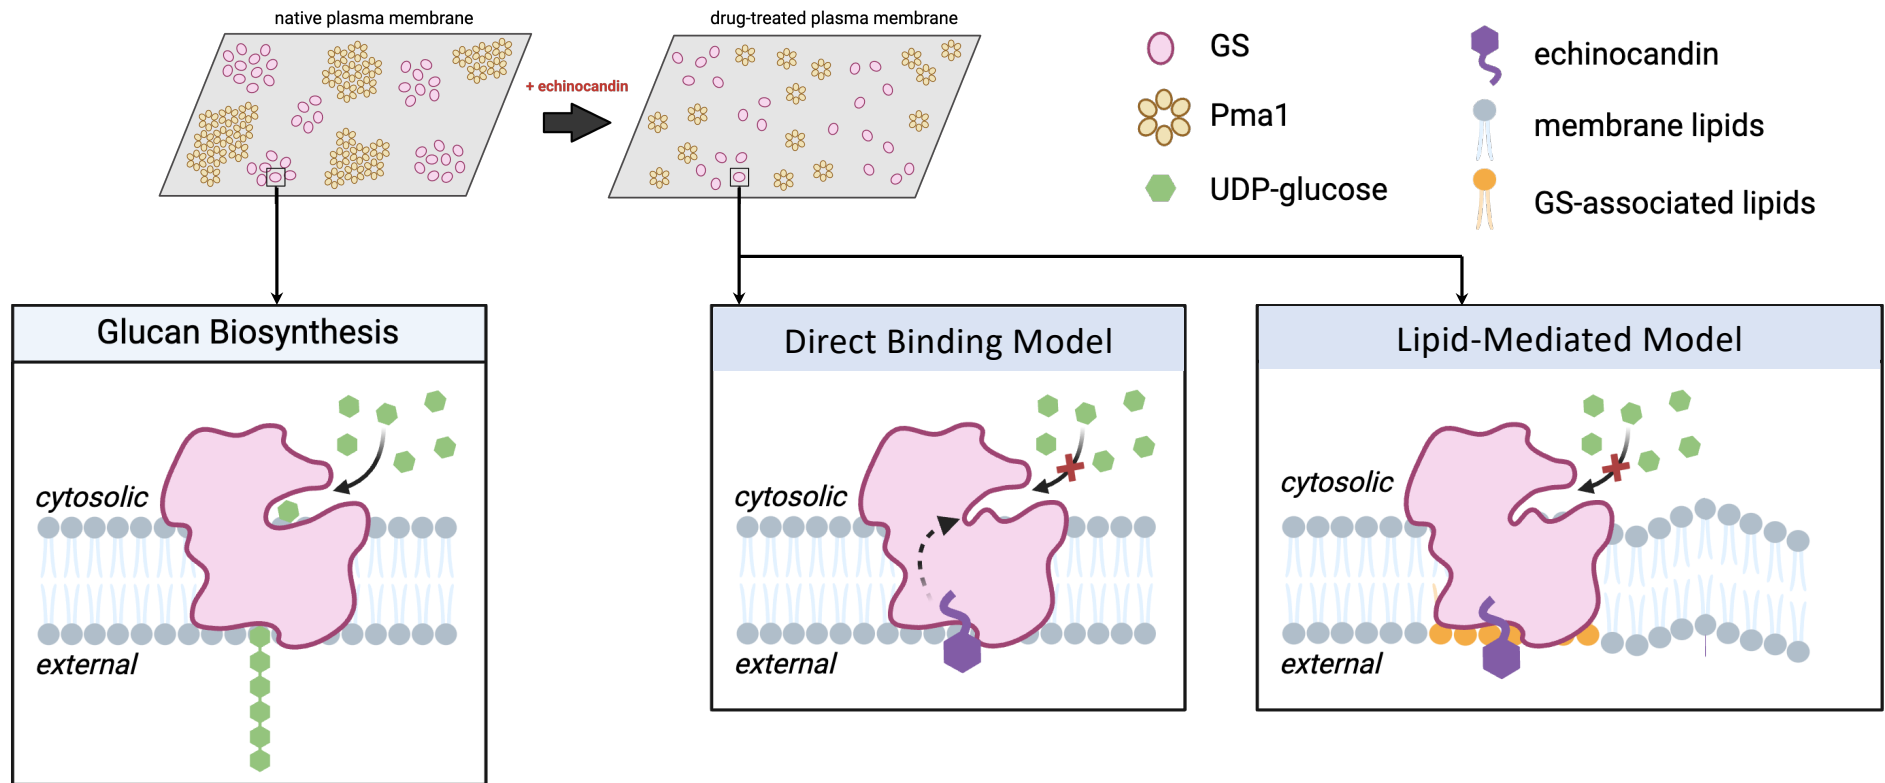 native plasma membrane
drug-treated plasma membrane
+ echinocandin
GS
Pma1
UDP-glucose
echinocandin
membrane lipids
GS-associated lipids
Glucan Biosynthesis
cytosolic
external
Direct Binding Model
cytosolic
external
Lipid-Mediated Model
cytosolic
external